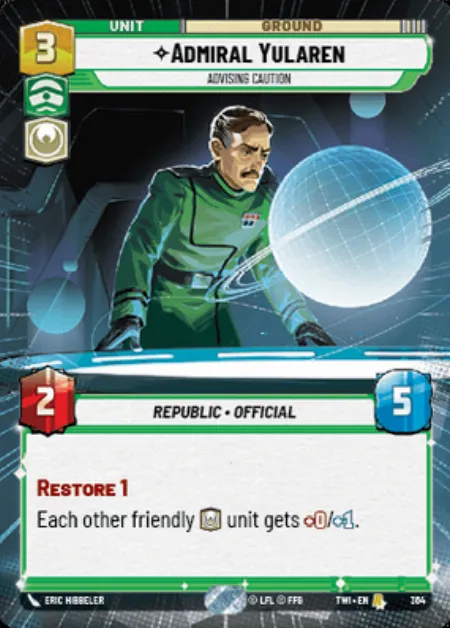 UNIT GROUND
3
ADMIRAL YULAREN
ADVISING CAUTION
2
REPUBLIC • OFFICIAL
5
RESTORE 1
Each other friendly unit gets +0/+1.
ERIC HIBBELER © LFL © FFG TWI • EN 304